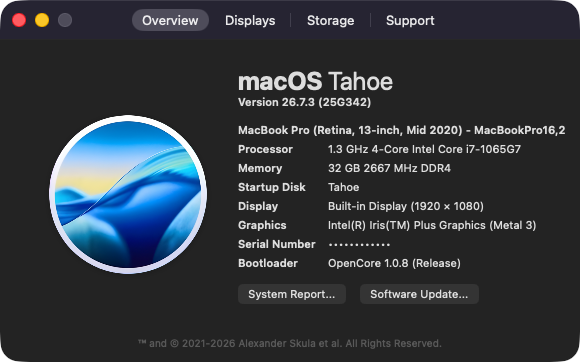 Overview Displays Storage Support
macOS Tahoe
Version 26.7.3 (25G342)
MacBook Pro (Retina, 13-inch, Mid 2020) - MacBookPro16,2
Processor 1.3 GHz 4-Core Intel Core i7-1065G7
Memory 32 GB 2667 MHz DDR4
Startup Disk Tahoe
Display Built-in Display (1920 × 1080)
Graphics Intel(R) Iris(TM) Plus Graphics (Metal 3)
Serial Number ••••••••••••
Bootloader OpenCore 1.0.8 (Release)
System Report... Software Update...
™ and © 2021-2026 Alexander Skula et al. All Rights Reserved.